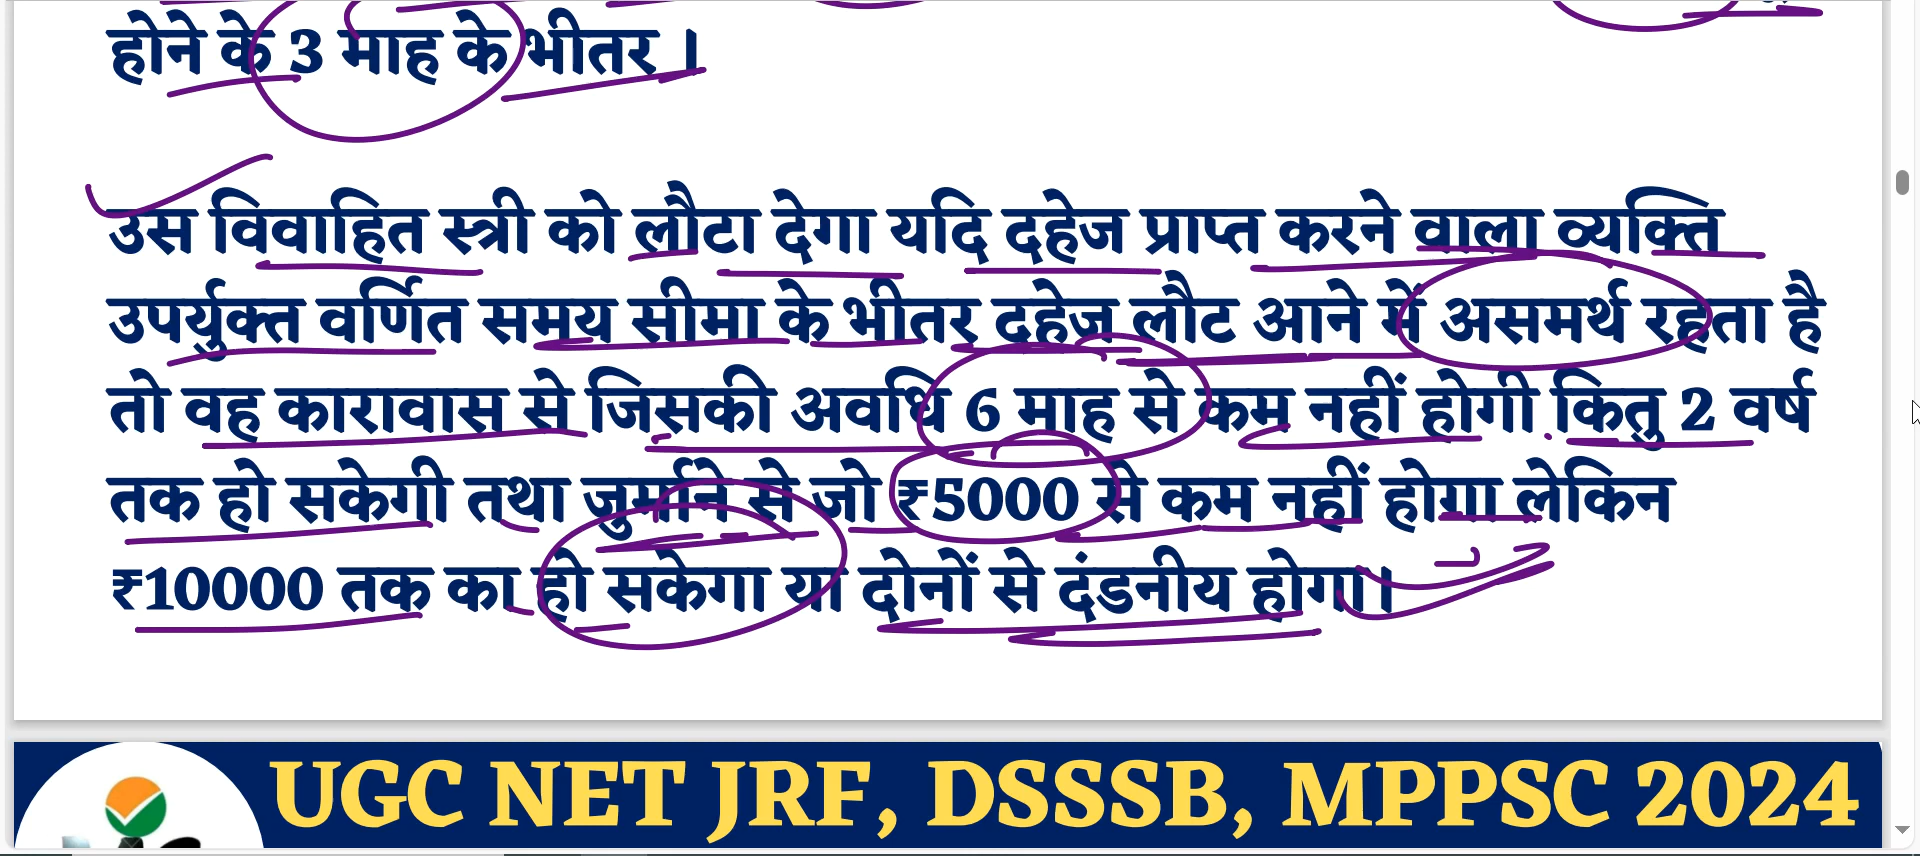 होने के 3 माह के भीतर ।
उस विवाहित स्त्री को लौटा देगा यदि दहेज प्राप्त करने वाला व्यक्ति
उपर्युक्त वर्णित समय सीमा के भीतर दहेज लौट आने में असमर्थ रहता है
तो वह कारावास से जिसकी अवधि 6 माह से कम नहीं होगी किंतु 2 वर्ष
तक हो सकेगी तथा जुर्माने से जो ₹5000 से कम नहीं होगा लेकिन
₹10000 तक का हो सकेगा या दोनों से दंडनीय होगा।
UGC NET JRF, DSSSB, MPPSC 2024